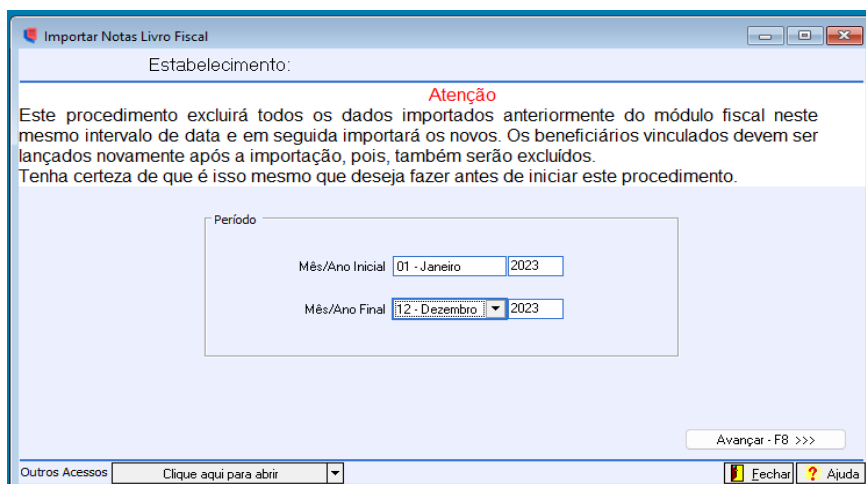 Importar Notas Livro Fiscal
Estabelecimento:
Atenção
Este procedimento excluirá todos os dados importados anteriormente do módulo fiscal neste
mesmo intervalo de data e em seguida importará os novos. Os beneficiários vinculados devem ser
lançados novamente após a importação, pois, também serão excluídos.
Tenha certeza de que é isso mesmo que deseja fazer antes de iniciar este procedimento.
Período
Mês/Ano Inicial 01 - Janeiro 2023
Mês/Ano Final 12 - Dezembro 2023
Avançar - F8 >>>
Outros Acessos Clique aqui para abrir Fechar ? Ajuda